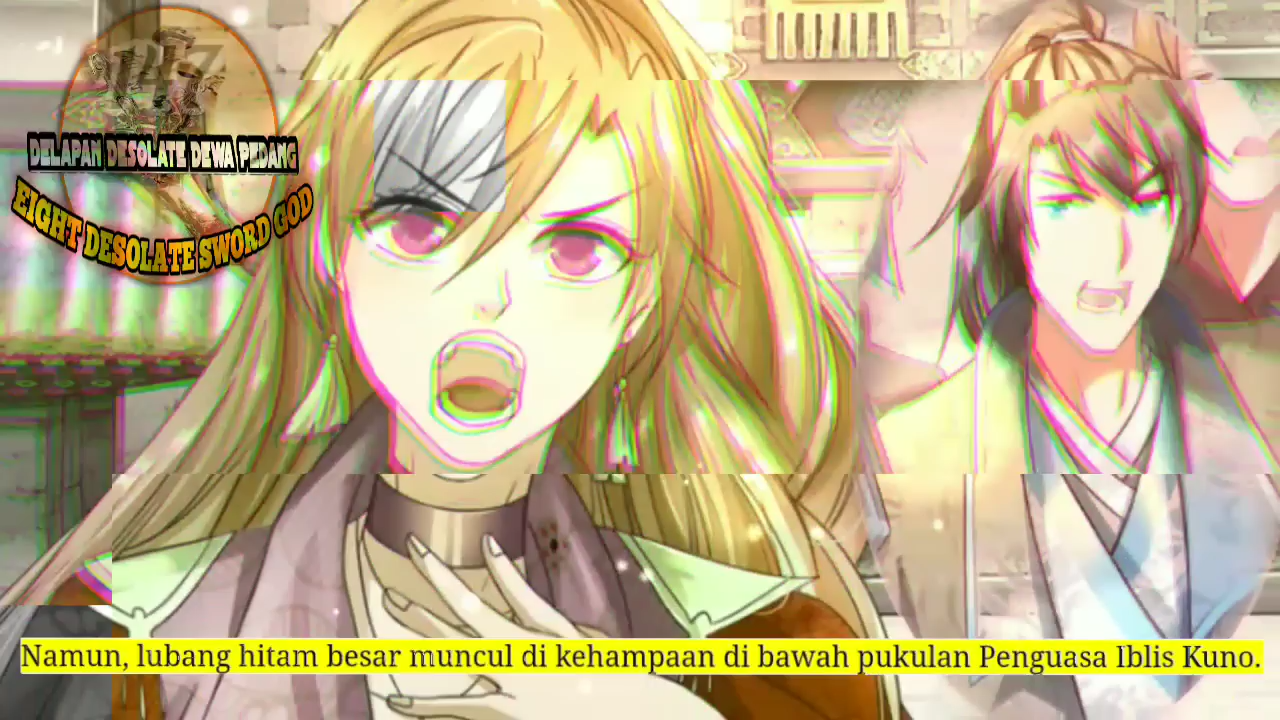 DELAPAN DESOLATE DEWA PEDANG
EIGHT DESOLATE SWORD GOD
Namun, lubang hitam besar muncul di kehampaan di bawah pukulan Penguasa Iblis Kuno.